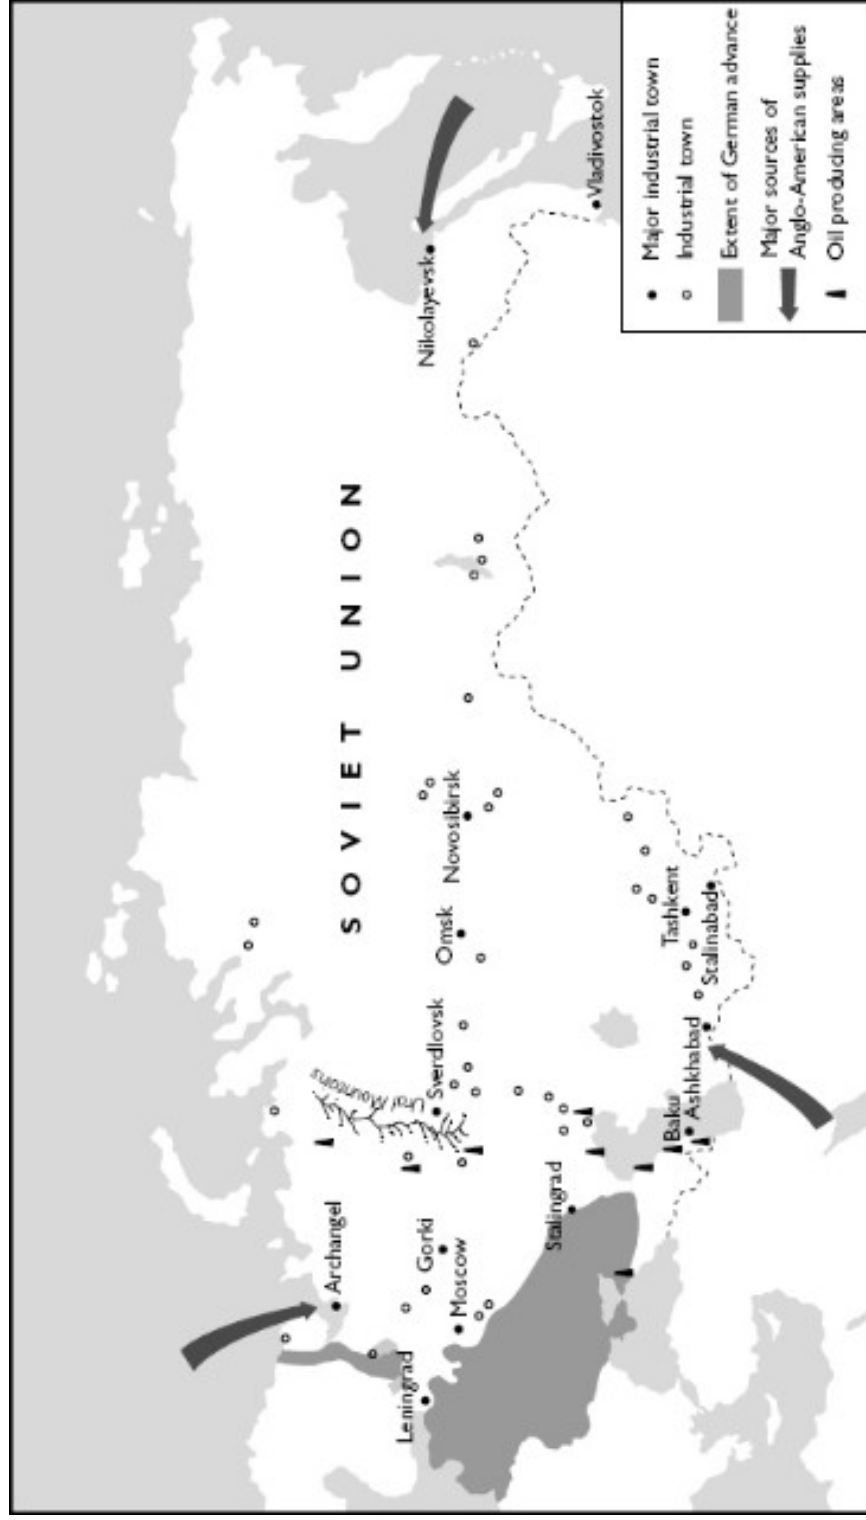 SOVIET UNION
Ural Mountains
Archangel
Leningrad
Gorki
Moscow
Sverdlovsk
Omsk
Novosibirsk
Nikolayevsk
Vladivostok
Stalingrad
Baku
Ashkhabad
Tashkent
Stalinabad
Major industrial town
Industrial town
Extent of German advance
Major sources of
Anglo-American supplies
Oil producing areas